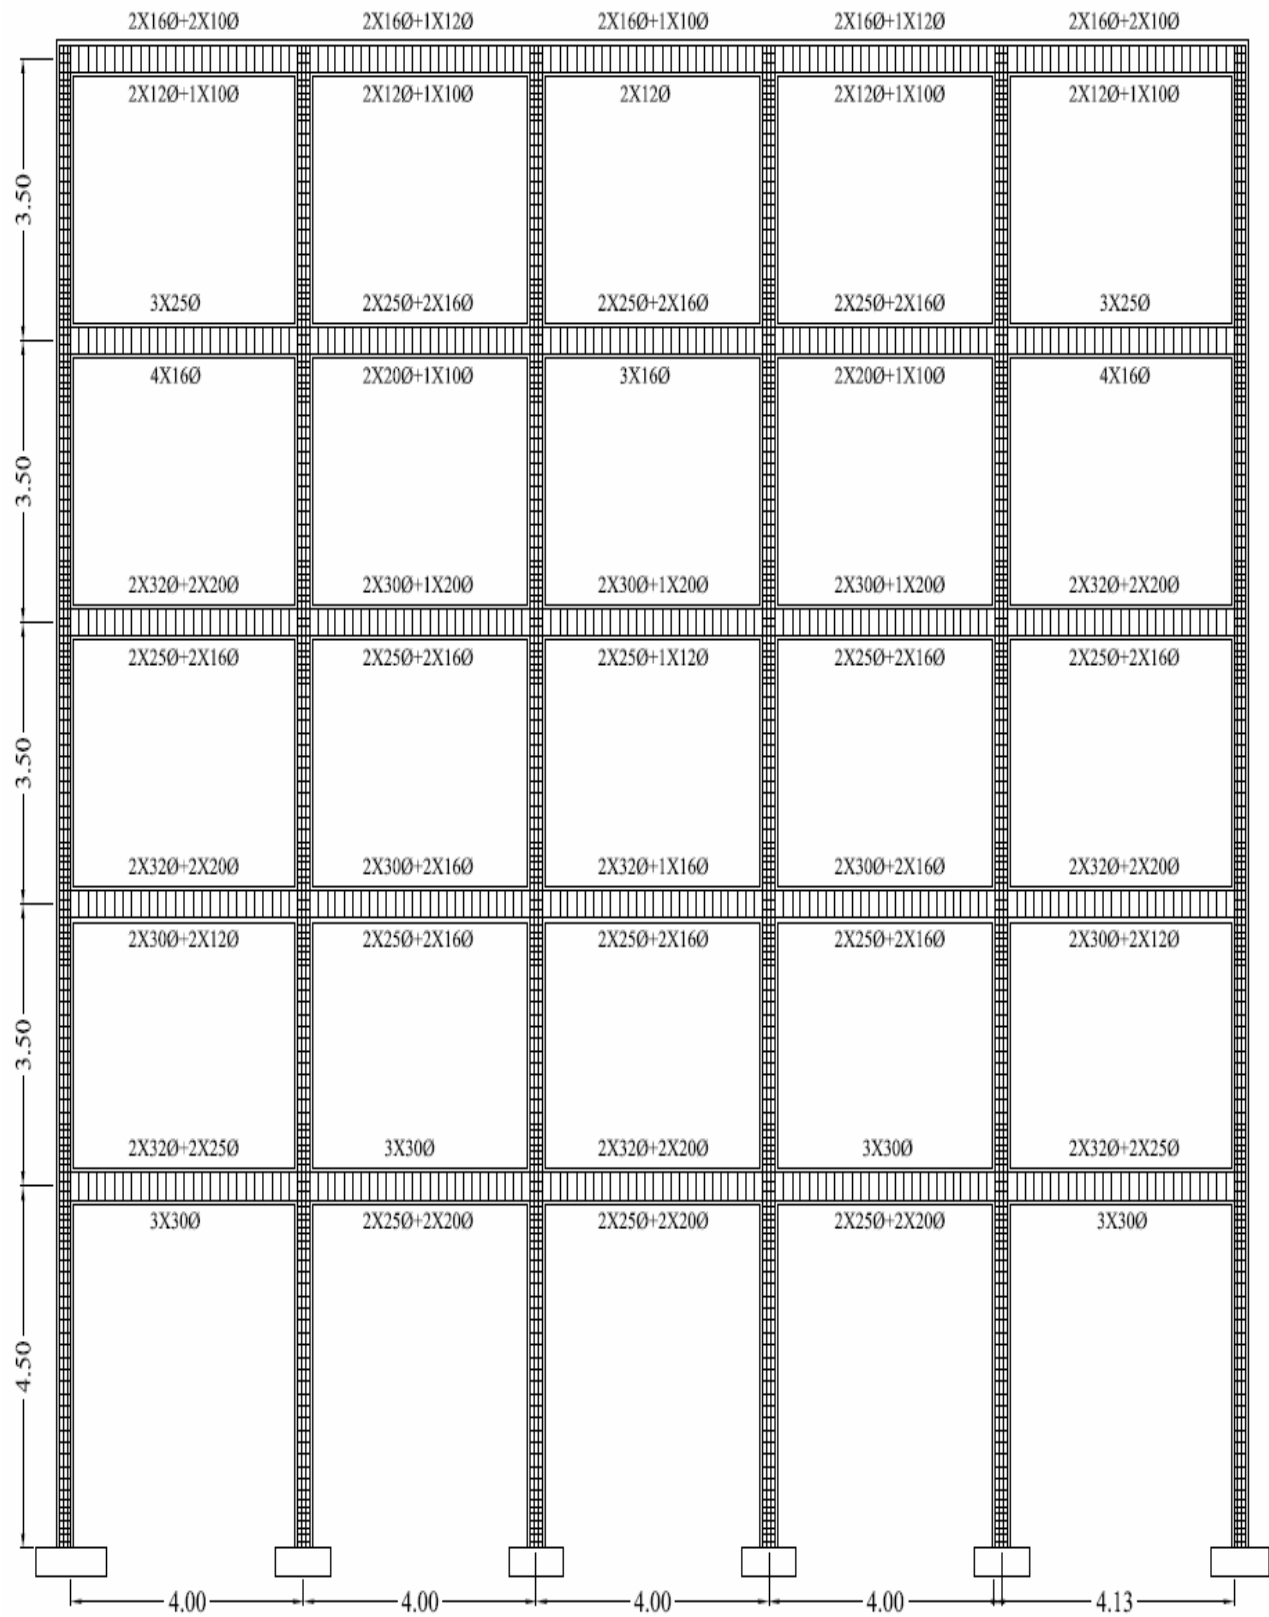 2X16Ø+2X10Ø 2X16Ø+1X12Ø 2X16Ø+1X10Ø 2X16Ø+1X12Ø 2X16Ø+2X10Ø
2X12Ø+1X10Ø 2X12Ø+1X10Ø 2X12Ø 2X12Ø+1X10Ø 2X12Ø+1X10Ø
3.50
3X25Ø 2X25Ø+2X16Ø 2X25Ø+2X16Ø 2X25Ø+2X16Ø 3X25Ø
4X16Ø 2X20Ø+1X10Ø 3X16Ø 2X20Ø+1X10Ø 4X16Ø
3.50
2X32Ø+2X20Ø 2X30Ø+1X20Ø 2X30Ø+1X20Ø 2X30Ø+1X20Ø 2X32Ø+2X20Ø
2X25Ø+2X16Ø 2X25Ø+2X16Ø 2X25Ø+1X12Ø 2X25Ø+2X16Ø 2X25Ø+2X16Ø
3.50
2X32Ø+2X20Ø 2X30Ø+2X16Ø 2X32Ø+1X16Ø 2X30Ø+2X16Ø 2X32Ø+2X20Ø
2X30Ø+2X12Ø 2X25Ø+2X16Ø 2X25Ø+2X16Ø 2X25Ø+2X16Ø 2X30Ø+2X12Ø
3.50
2X32Ø+2X25Ø 3X30Ø 2X32Ø+2X20Ø 3X30Ø 2X32Ø+2X25Ø
3X30Ø 2X25Ø+2X20Ø 2X25Ø+2X20Ø 2X25Ø+2X20Ø 3X30Ø
4.50
4.00 4.00 4.00 4.00 4.13